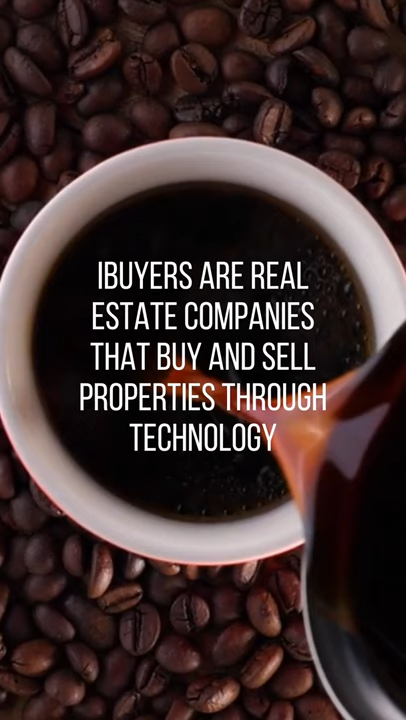 IBUYERS ARE REAL
ESTATE COMPANIES
THAT BUY AND SELL
PROPERTIES THROUGH
TECHNOLOGY